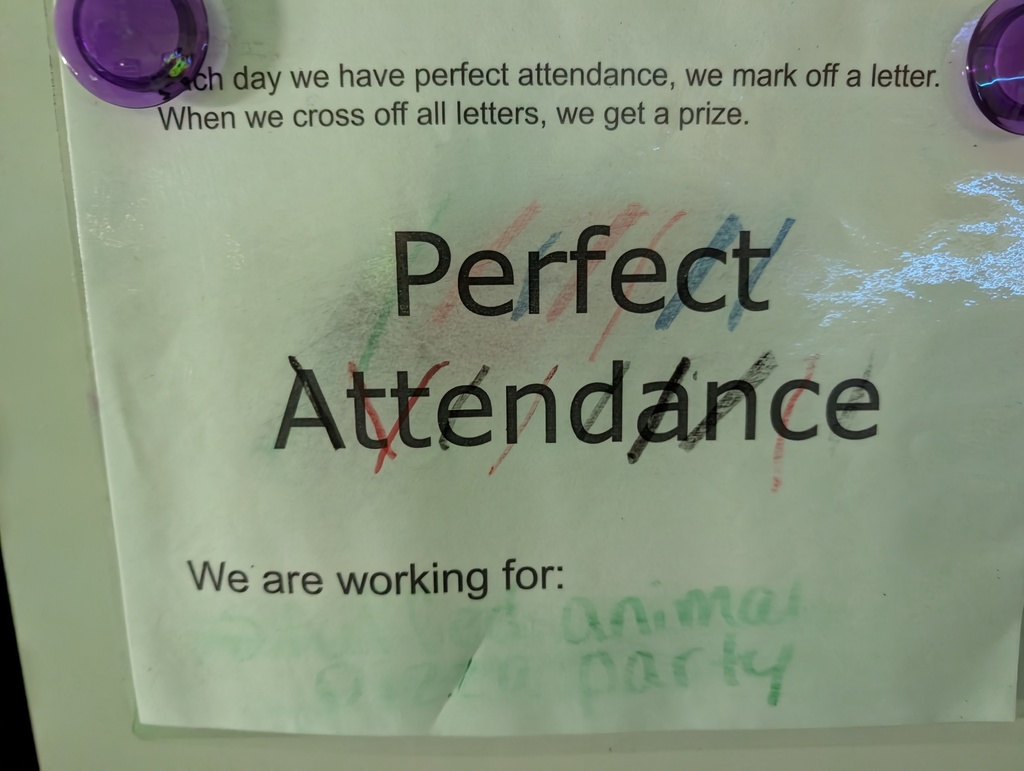 ch day we have perfect attendance, we mark off a letter.
When we cross off all letters, we get a prize.
Perfect
Attendance
We are working for:
animal
party